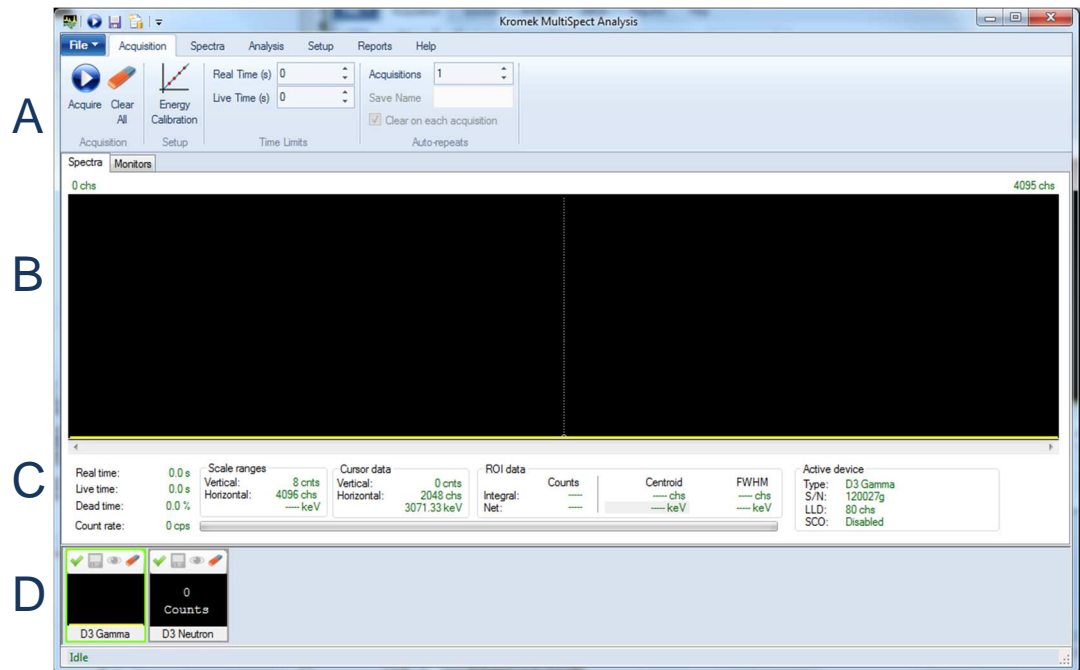 Kromek MultiSpect Analysis
File Acquisition Spectra Analysis Setup Reports Help
A
Acquire
Clear All
Acquisition
Energy Calibration
Setup
Real Time (s) 0
Live Time (s) 0
Time Limits
Acquisitions 1
Save Name
Clear on each acquisition
Auto-repeats
Spectra Monitors
0 chs 4095 chs
B
C
Real time: 0.0 s
Live time: 0.0 s
Dead time: 0.0 %
Count rate: 0 cps
Scale ranges
Vertical: 8 cnts
Horizontal: 4096 chs
---- keV
Cursor data
Vertical: 0 cnts
Horizontal: 2048 chs
3071.33 keV
ROI data
Counts Centroid FWHM
Integral: ---- ---- chs ---- chs
Net: ---- ---- keV ---- keV
Active device
Type: D3 Gamma
S/N: 120027g
LLD: 80 chs
SCO: Disabled
D
D3 Gamma
0
Counts
D3 Neutron
Idle